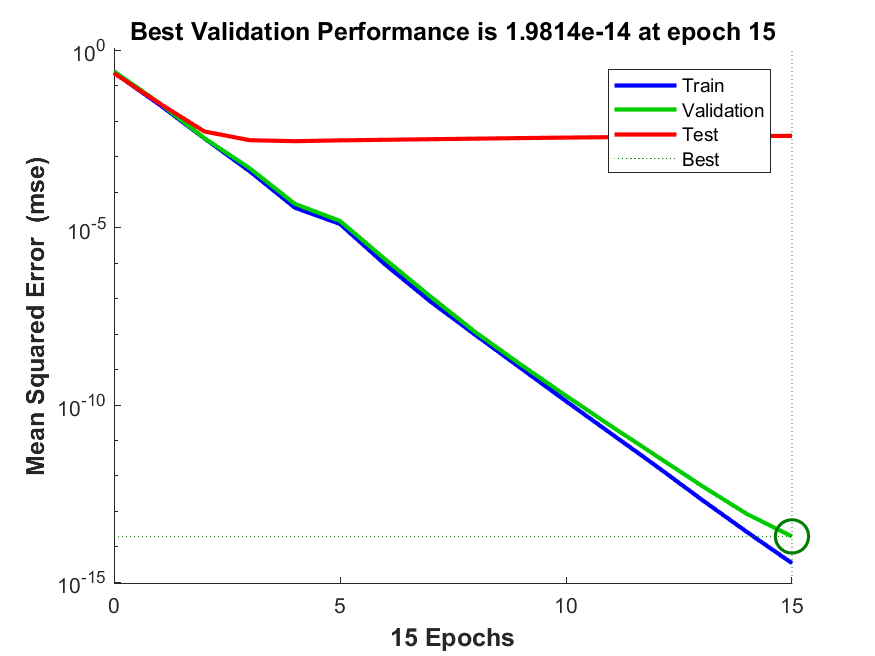 Best Validation Performance is 1.9814e-14 at epoch 15
10^0
10^-5
10^-10
10^-15
Mean Squared Error  (mse)
Train
Validation
Test
Best
0
5
10
15
15 Epochs